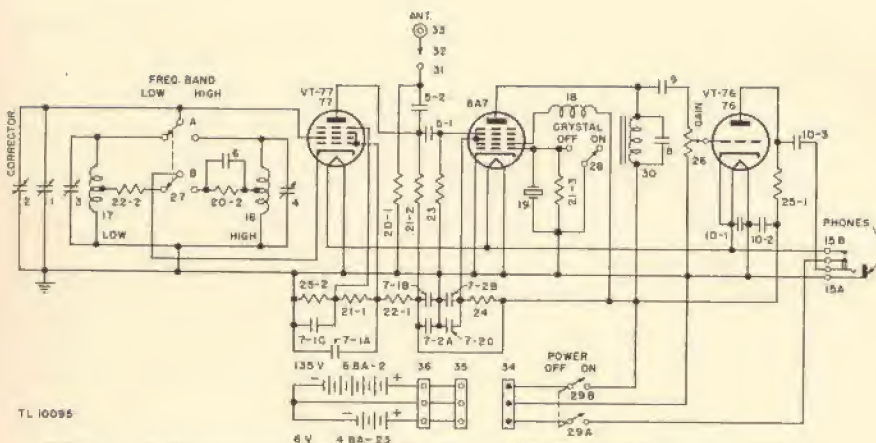 ANT.
33
32
31
FREQ. BAND
LOW HIGH
CORRECTOR
VT-77
77
6A7
VT-76
76
GAIN
9
5-2
5-1
18
CRYSTAL
OFF ON
28
30
8
26
10-3
A
B
6
27
2
1
3
17
22-2
20-2
16
4
LOW
HIGH
20-1
21-2
23
19
21-3
25-1
10-1
10-2
PHONES
15B
15A
25-2
21-1
22-1
7-1B
7-2B
24
7-1C
7-1A
7-2A
7-2C
135 V 6 BA-2
36
35
34
POWER
OFF ON
29B
29A
6 V 4 BA-23
TL 10095